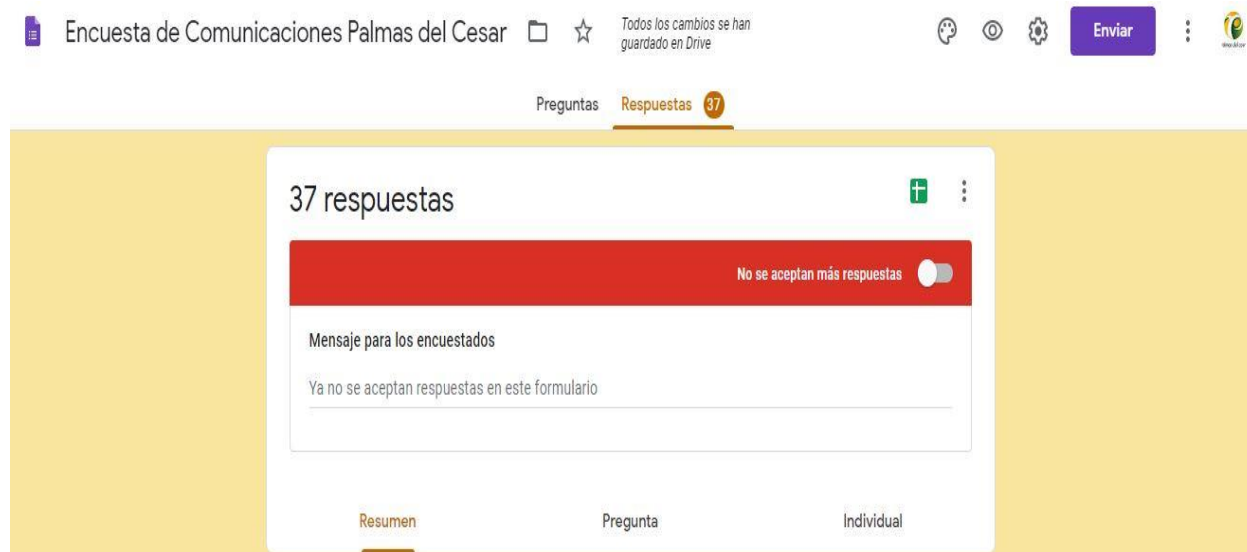 Encuesta de Comunicaciones Palmas del Cesar
Todos los cambios se han
guardado en Drive
Enviar
Preguntas
Respuestas 37
37 respuestas
No se aceptan más respuestas
Mensaje para los encuestados
Ya no se aceptan respuestas en este formulario
Resumen
Pregunta
Individual